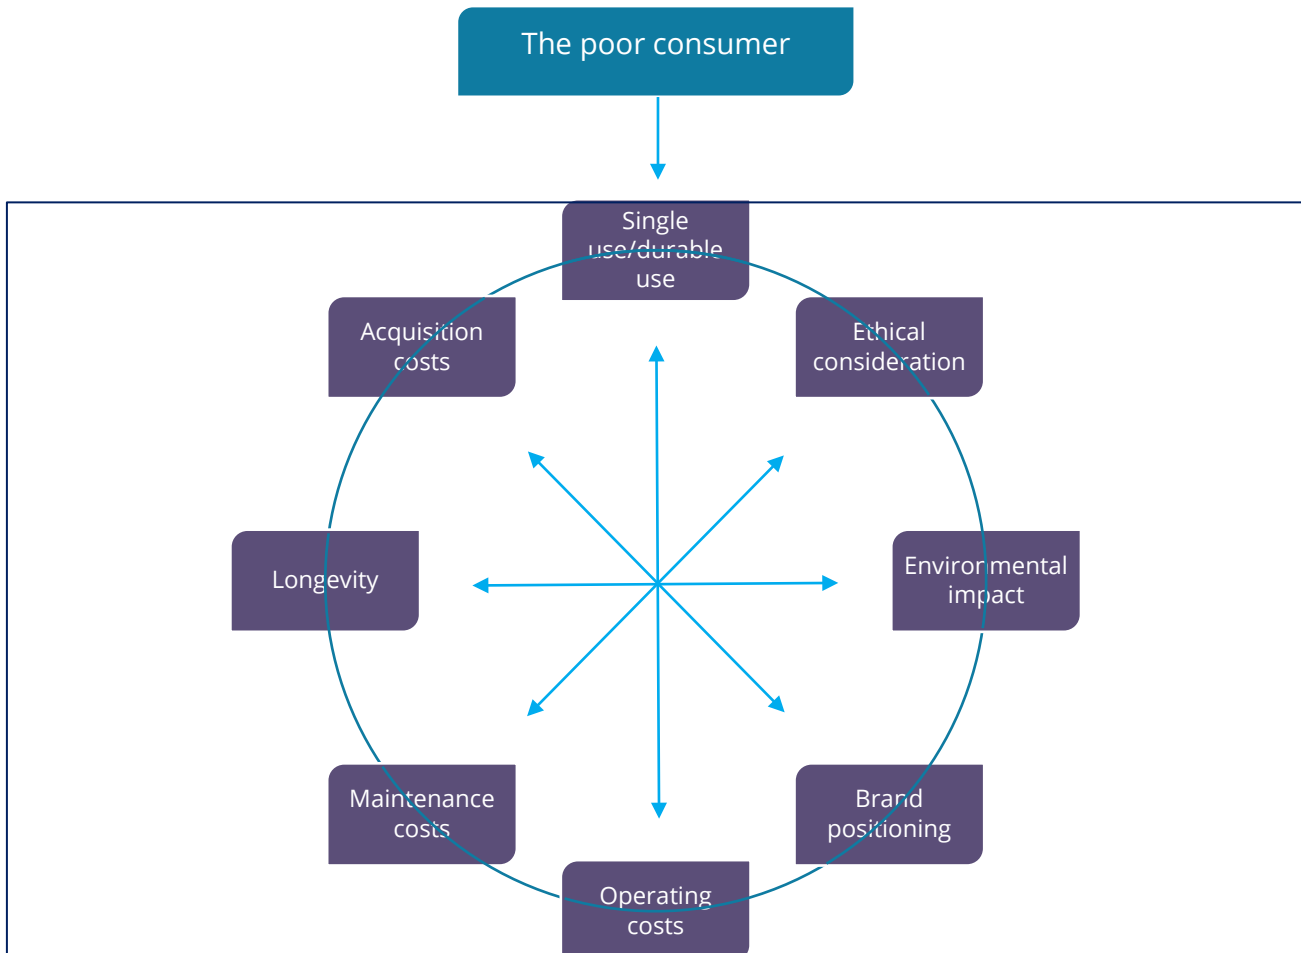 The poor consumer
Single
use/durable
use
Ethical
consideration
Environmental
impact
Brand
positioning
Operating
costs
Maintenance
costs
Longevity
Acquisition
costs